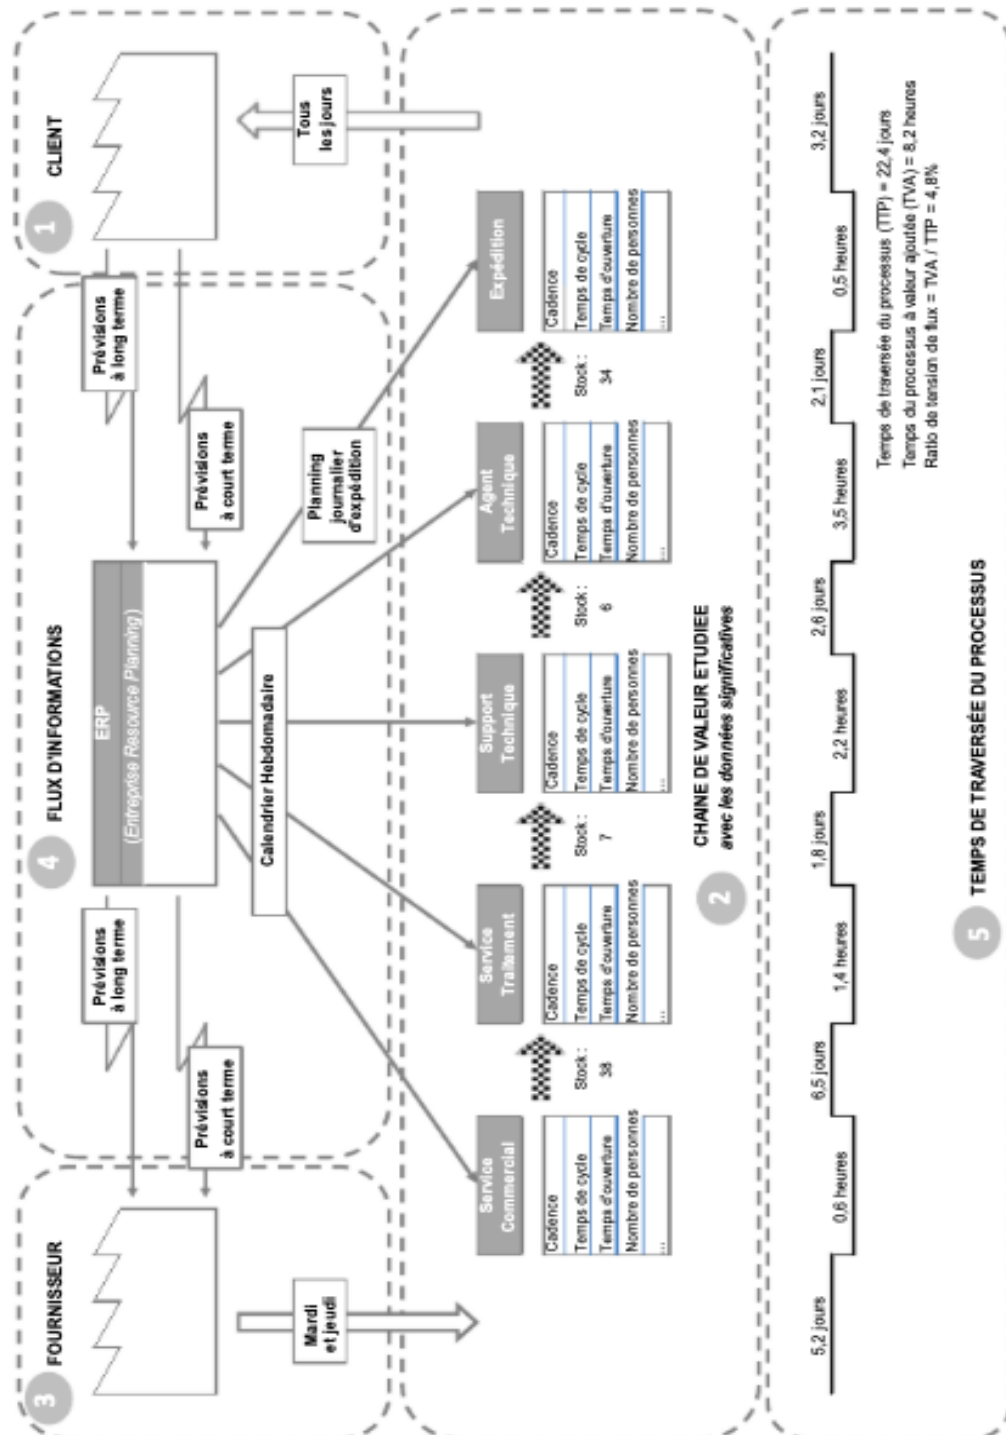 3
FOURNISSEUR
Mardi
et jeudi
4
FLUX D'INFORMATIONS
Prévisions
à long terme
Prévisions
à court terme
ERP
(Entreprise Resource Planning)
Calendrier Hebdomadaire
Prévisions
à long terme
Prévisions
à court terme
Planning
journalier
d'expédition
1
CLIENT
Tous
les jours
Service
Commercial
Cadence
Temps de cycle
Temps d'ouverture
Nombre de personnes
...
Stock :
38
Service
Traitement
Cadence
Temps de cycle
Temps d'ouverture
Nombre de personnes
...
Stock :
7
Support
Technique
Cadence
Temps de cycle
Temps d'ouverture
Nombre de personnes
...
Stock :
6
Agent
Technique
Cadence
Temps de cycle
Temps d'ouverture
Nombre de personnes
...
Stock :
34
Expédition
Cadence
Temps de cycle
Temps d'ouverture
Nombre de personnes
...
2
CHAINE DE VALEUR ETUDIEE
avec les données significatives
5,2 jours
0,6 heures
6,5 jours
1,4 heures
1,8 jours
2,2 heures
2,6 jours
3,5 heures
2,1 jours
0,5 heures
3,2 jours
Temps de traversée du processus (TTP) = 22,4 jours
Temps du processus à valeur ajoutée (TVA) = 8,2 heures
Ratio de tension de flux = TVA / TTP = 4,8%
5
TEMPS DE TRAVERSÉE DU PROCESSUS